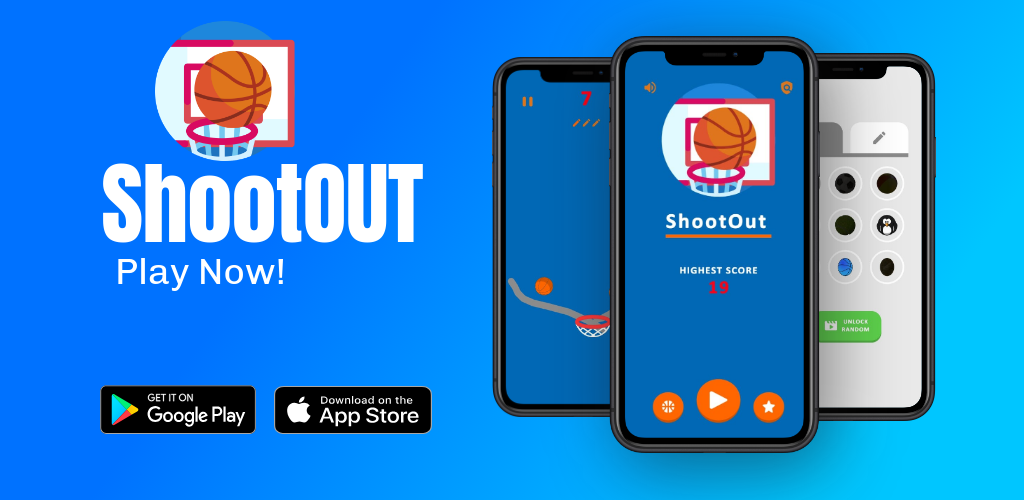 ShootOUT
Play Now!
GET IT ON
Google Play
Download on the
App Store
7
ShootOut
HIGHEST SCORE
19
UNLOCK
RANDOM